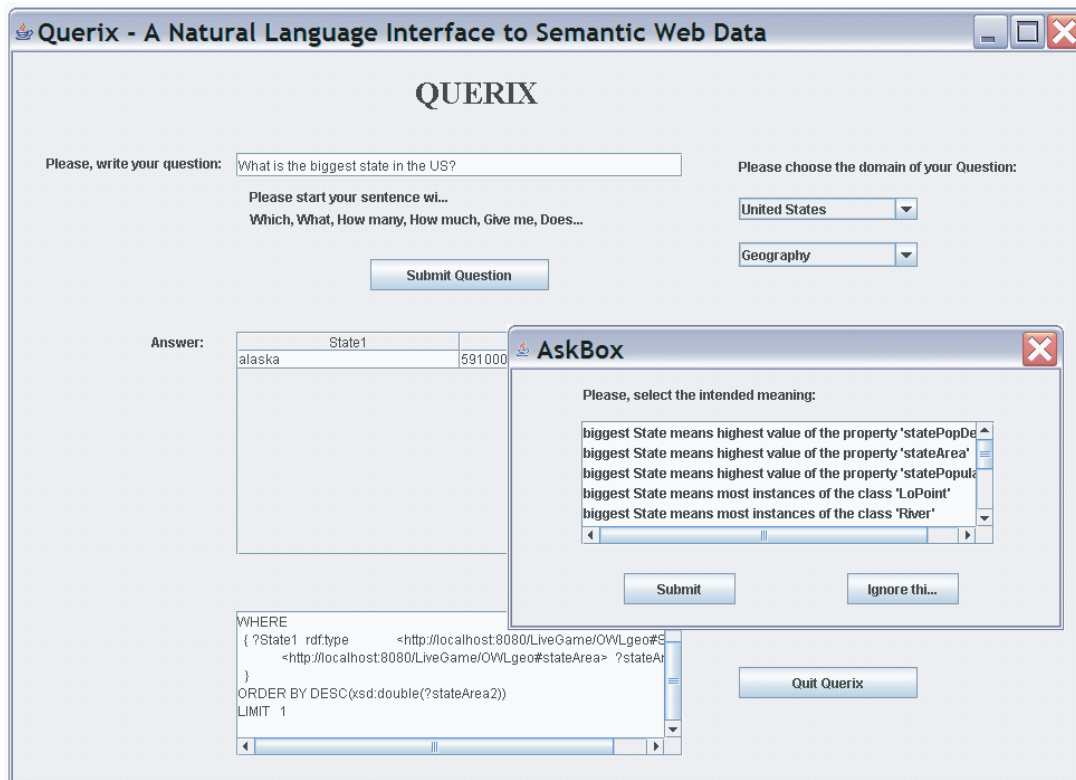 Querix - A Natural Language Interface to Semantic Web Data
QUERIX
Please, write your question:
What is the biggest state in the US?
Please choose the domain of your Question:
Please start your sentence wi...
Which, What, How many, How much, Give me, Does...
United States
Geography
Submit Question
Answer:
State1
alaska
591000
AskBox
Please, select the intended meaning:
biggest State means highest value of the property 'statePopDe
biggest State means highest value of the property 'stateArea'
biggest State means highest value of the property 'statePopula
biggest State means most instances of the class 'LoPoint'
biggest State means most instances of the class 'River'
Submit
Ignore thi...
WHERE
{ ?State1 rdf:type <http://localhost:8080/LiveGame/OWLgeo#S
<http://localhost:8080/LiveGame/OWLgeo#stateArea> ?stateAr
}
ORDER BY DESC(xsd:double(?stateArea2))
LIMIT 1
Quit Querix